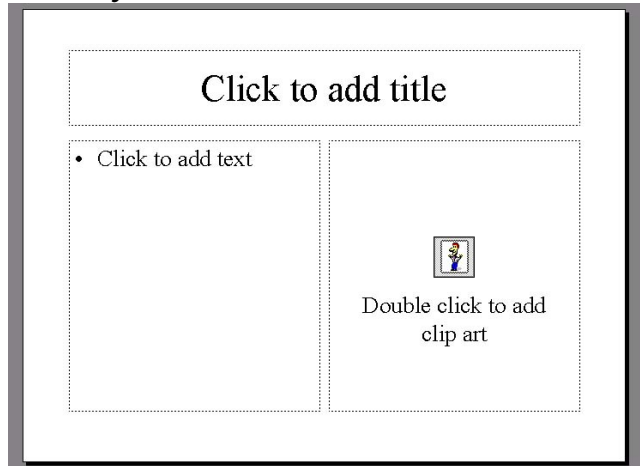 Click to add title
• Click to add text
Double click to add
clip art